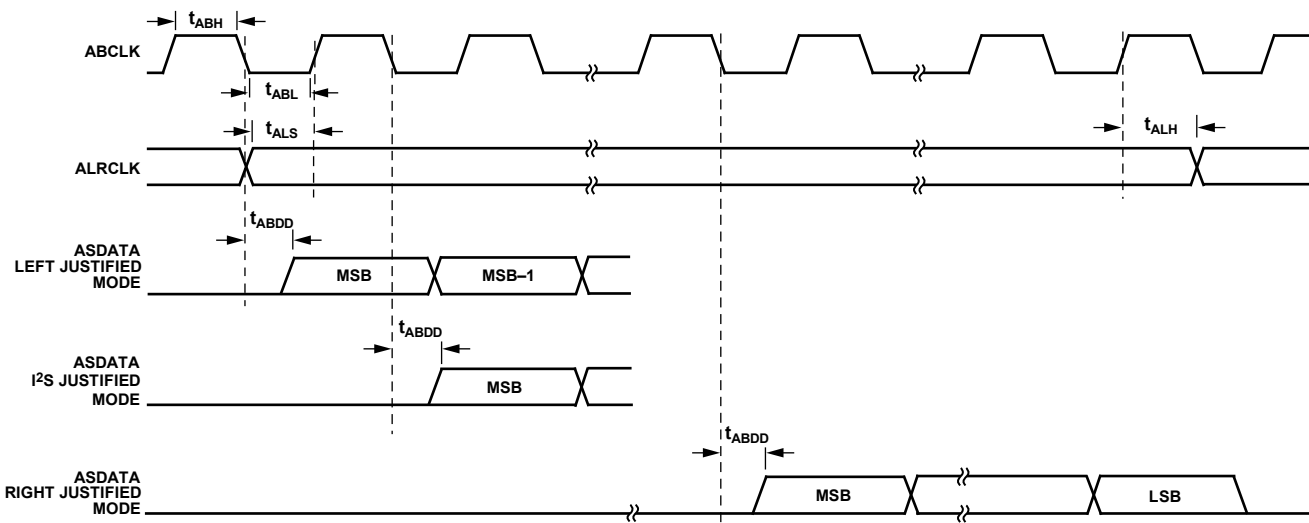 tABH
ABCLK
tABL
tALS
tALH
ALRCLK
tABDD
ASDATA
LEFT JUSTIFIED
MODE
MSB
MSB–1
tABDD
ASDATA
I²S JUSTIFIED
MODE
MSB
tABDD
ASDATA
RIGHT JUSTIFIED
MODE
MSB
LSB